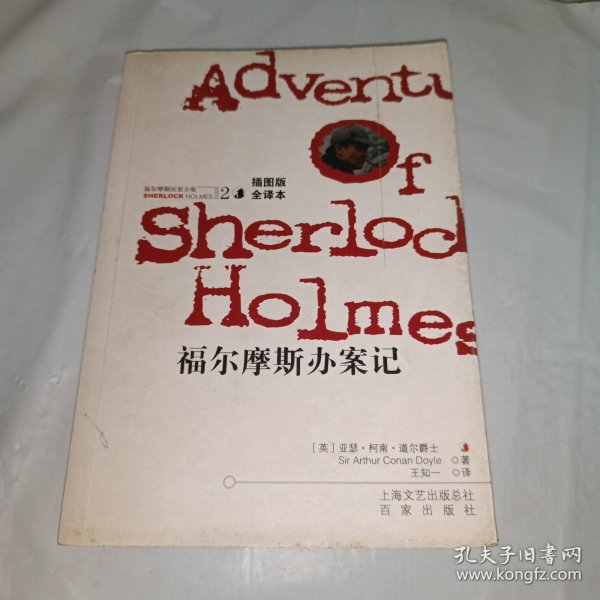 Adventu
Of
福尔摩斯探案全集
SHERLOCK HOLMES
2
插图版
全译本
Sherloc
Holmes
福尔摩斯办案记
[英]亚瑟·柯南·道尔爵士
Sir Arthur Conan Doyle ◎著
王知一 ◎译
上海文艺出版总社
百家出版社
孔夫子旧书网
www.kongfz.com